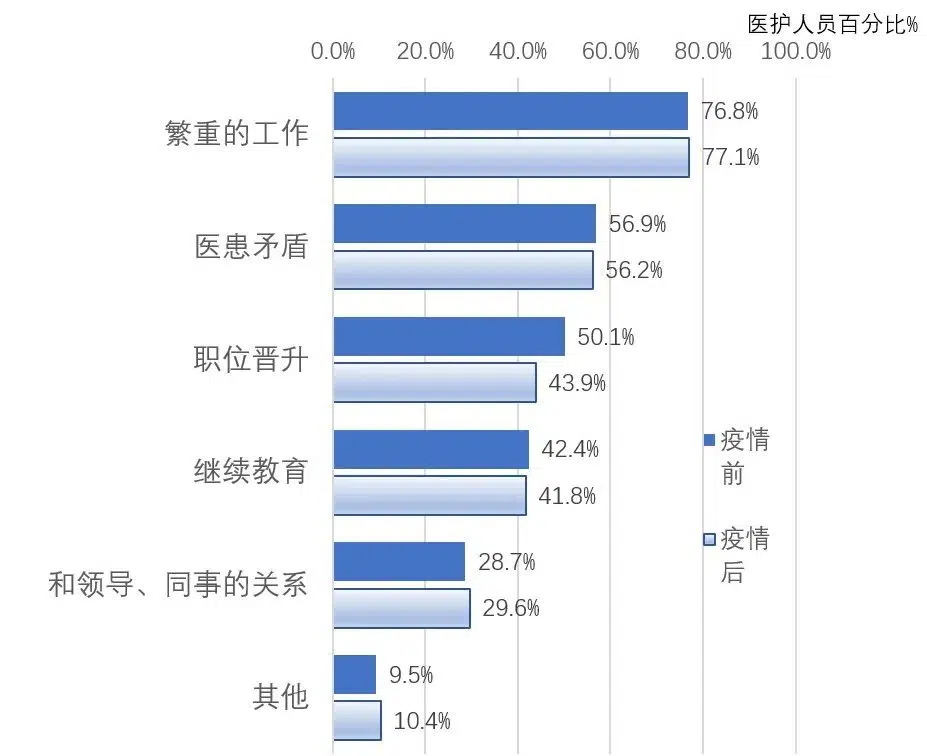 医护人员百分比%
0.0% 20.0% 40.0% 60.0% 80.0% 100.0%
繁重的工作
76.8%
77.1%
医患矛盾
56.9%
56.2%
职位晋升
50.1%
43.9%
继续教育
42.4%
41.8%
和领导、同事的关系
28.7%
29.6%
其他
9.5%
10.4%
疫情
前
疫情
后